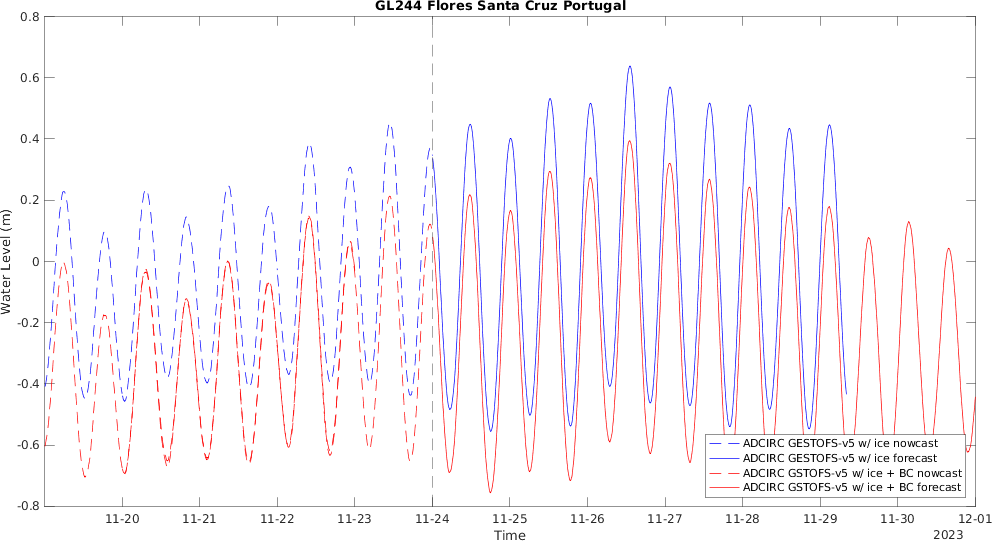 GL244 Flores Santa Cruz Portugal
0.8
0.6
0.4
0.2
0
-0.2
-0.4
-0.6
-0.8
Water Level (m)
ADCIRC GESTOFS-v5 w/ ice nowcast
ADCIRC GESTOFS-v5 w/ ice forecast
ADCIRC GSTOFS-v5 w/ ice + BC nowcast
ADCIRC GSTOFS-v5 w/ ice + BC forecast
11-20 11-21 11-22 11-23 11-24 11-25 11-26 11-27 11-28 11-29 11-30 12-01
Time
2023